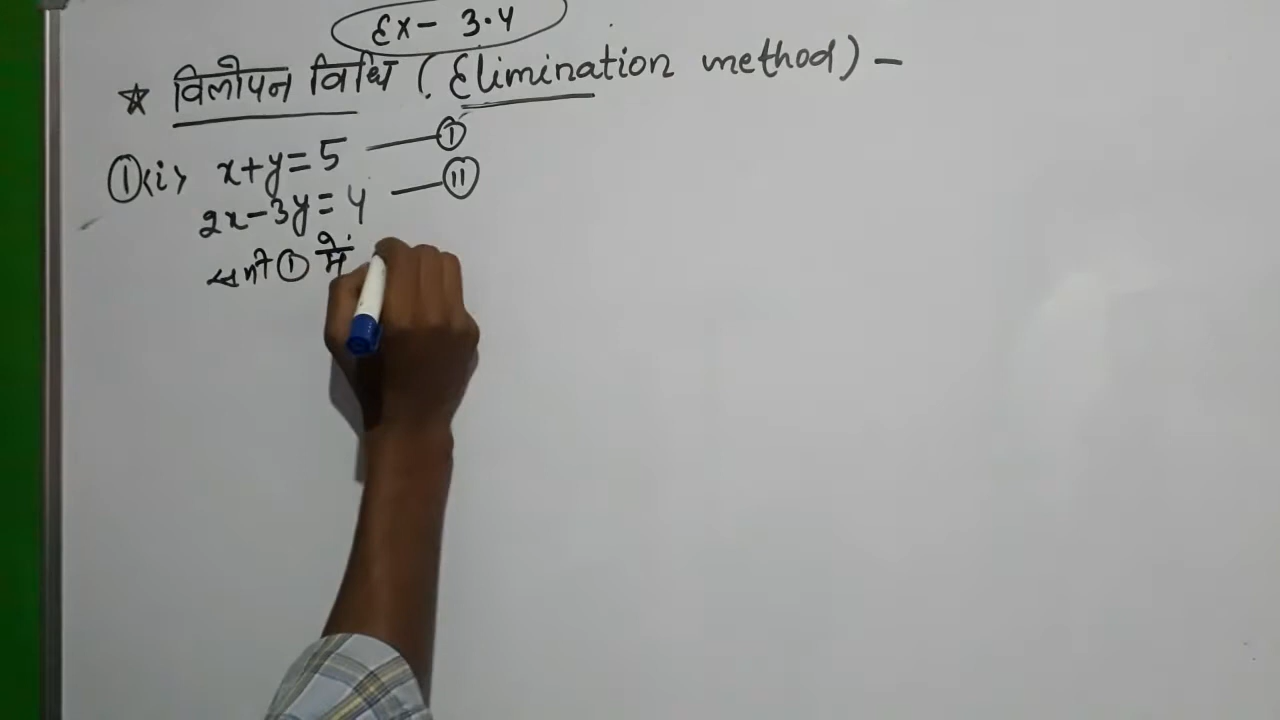 Ex- 3.4
★ विलोपन विधि (Elimination method) -
① <i> x+y=5 — ①
2x-3y=4 — ⑪
समी ① में